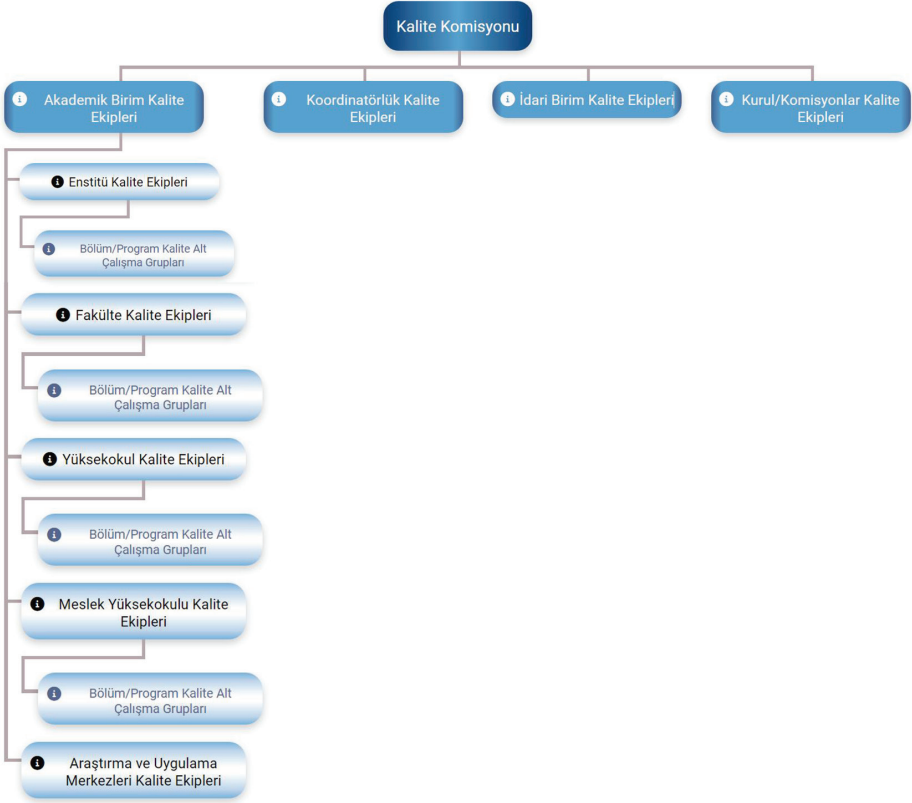 Kalite Komisyonu
Akademik Birim Kalite
Ekipleri
Koordinatörlük Kalite
Ekipleri
İdari Birim Kalite Ekipleri
Kurul/Komisyonlar Kalite
Ekipleri
Enstitü Kalite Ekipleri
Bölüm/Program Kalite Alt
Çalışma Grupları
Fakülte Kalite Ekipleri
Bölüm/Program Kalite Alt
Çalışma Grupları
Yüksekokul Kalite Ekipleri
Bölüm/Program Kalite Alt
Çalışma Grupları
Meslek Yüksekokulu Kalite
Ekipleri
Bölüm/Program Kalite Alt
Çalışma Grupları
Araştırma ve Uygulama
Merkezleri Kalite Ekipleri